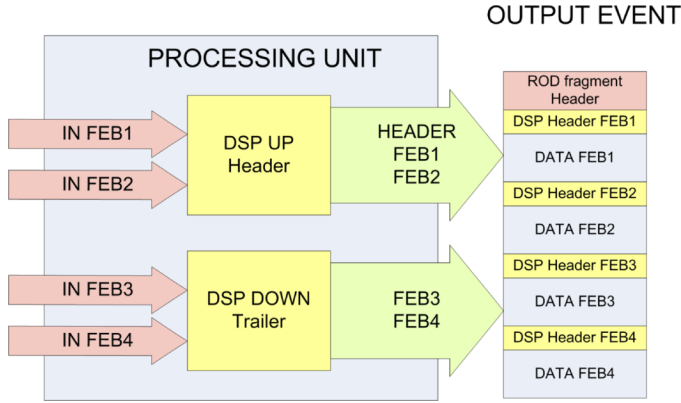 OUTPUT EVENT
PROCESSING UNIT
IN FEB1
IN FEB2
DSP UP
Header
HEADER
FEB1
FEB2
IN FEB3
IN FEB4
DSP DOWN
Trailer
FEB3
FEB4
ROD fragment
Header
DSP Header FEB1
DATA FEB1
DSP Header FEB2
DATA FEB2
DSP Header FEB3
DATA FEB3
DSP Header FEB4
DATA FEB4